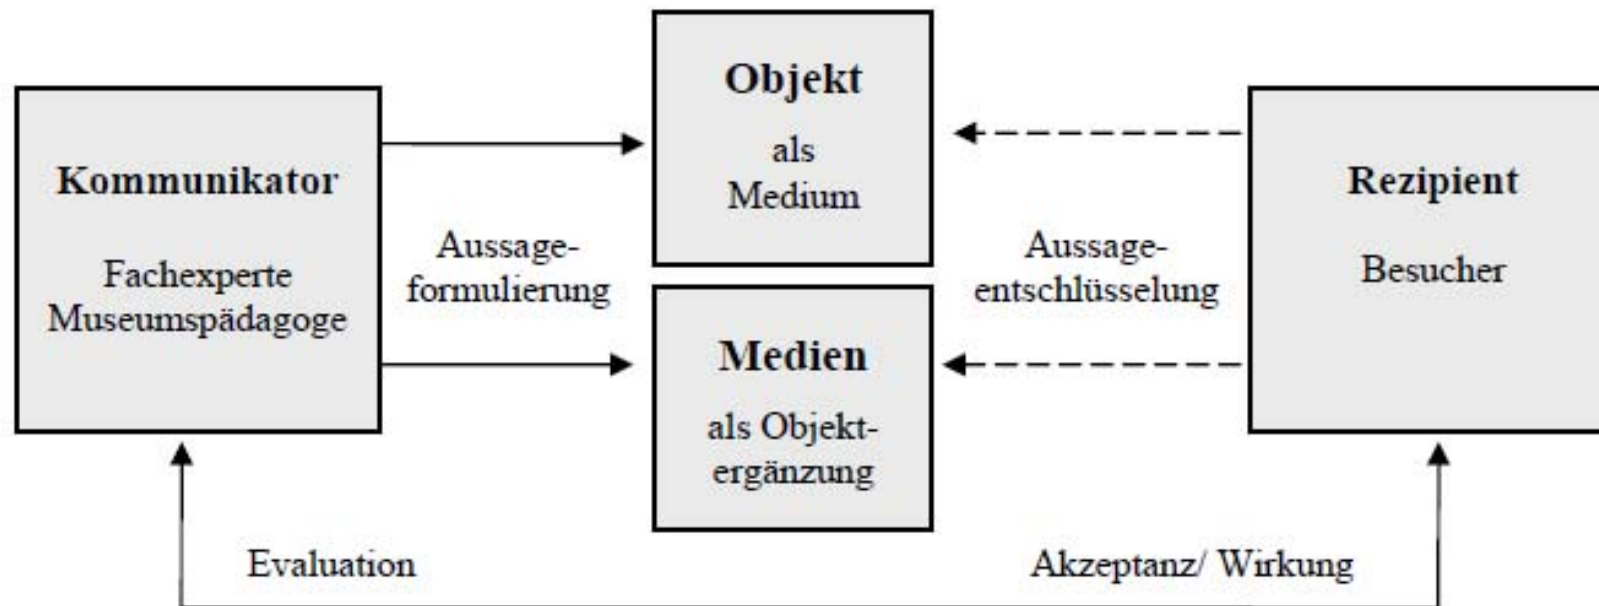 Kommunikator
Fachexperte
Museumspädagoge
Aussage-
formulierung
Objekt
als
Medium
Medien
als Objekt-
ergänzung
Aussage-
entschlüsselung
Rezipient
Besucher
Evaluation
Akzeptanz/ Wirkung